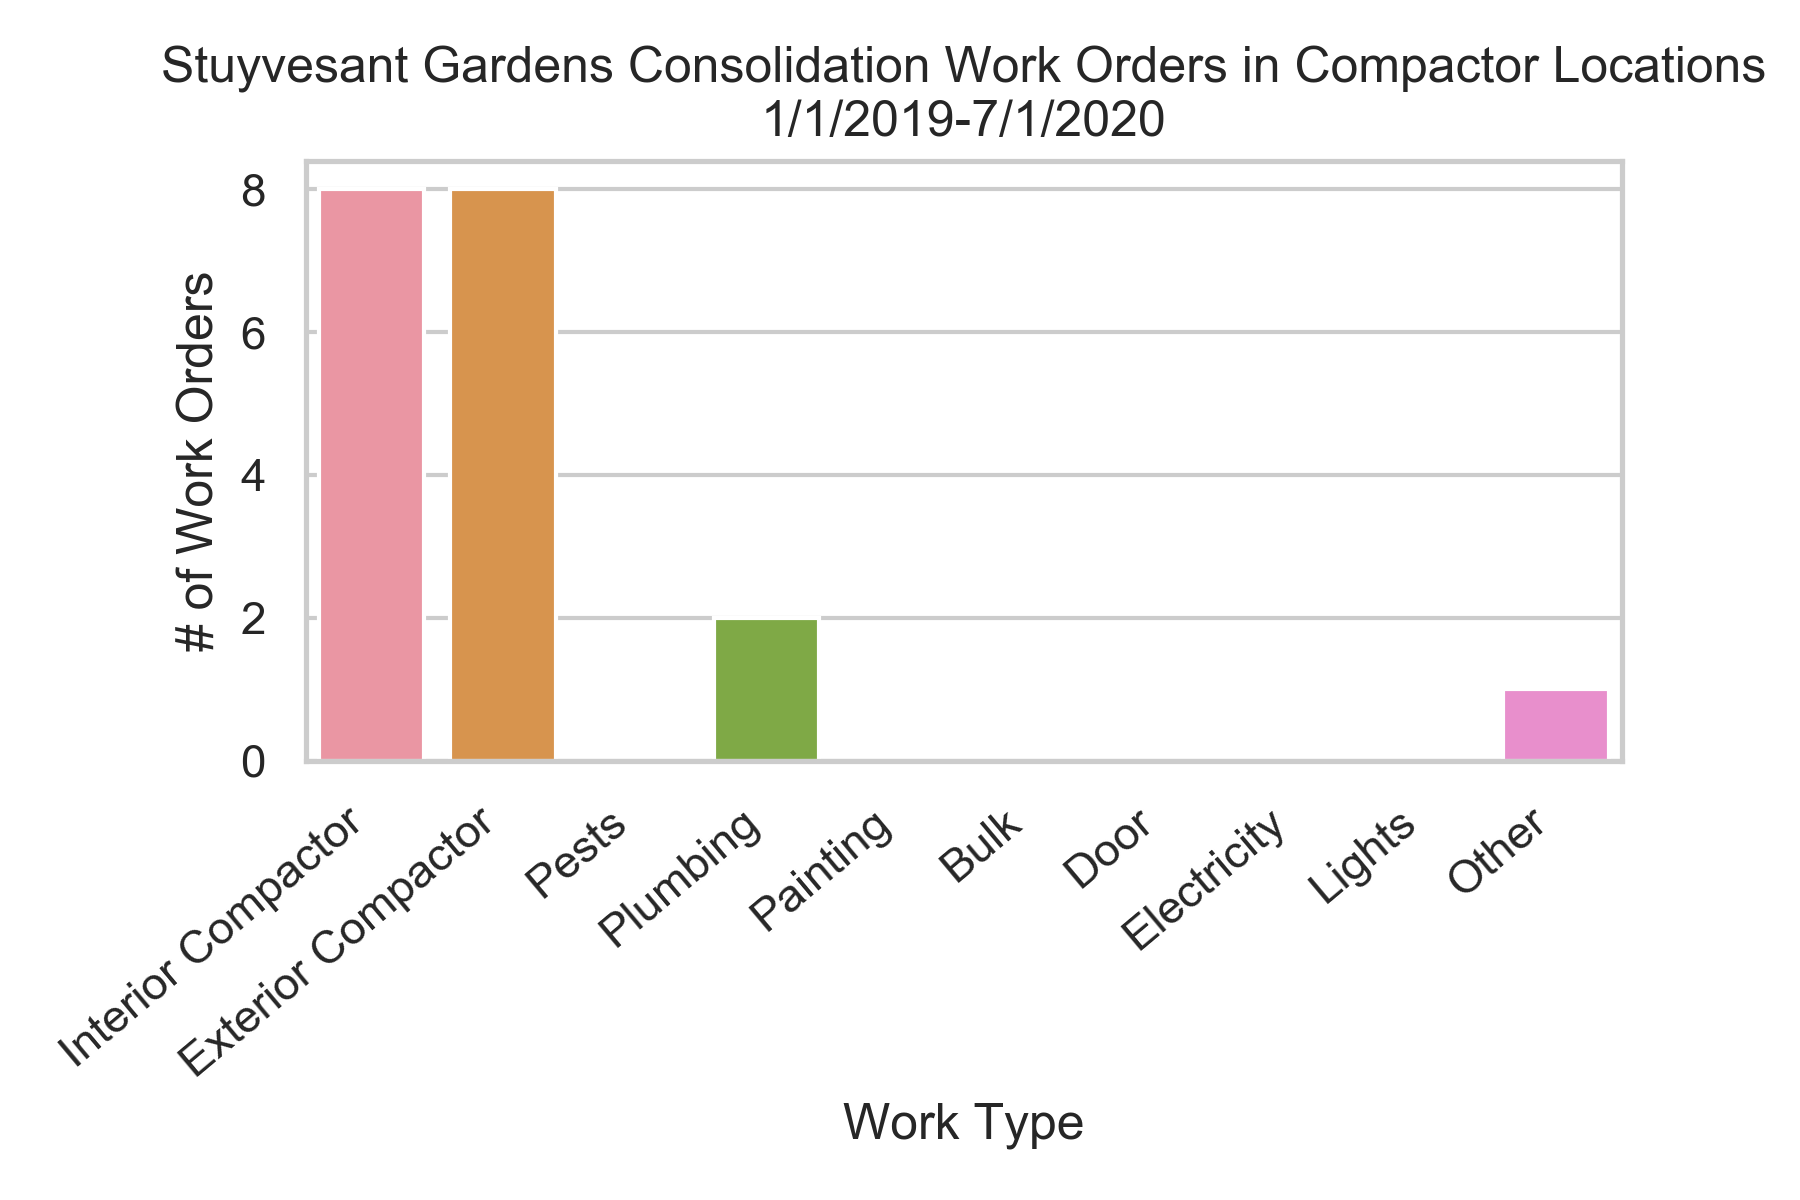 Stuyvesant Gardens Consolidation Work Orders in Compactor Locations
1/1/2019-7/1/2020
# of Work Orders
8
6
4
2
0
Interior Compactor
Exterior Compactor
Pests
Plumbing
Painting
Bulk
Door
Electricity
Lights
Other
Work Type